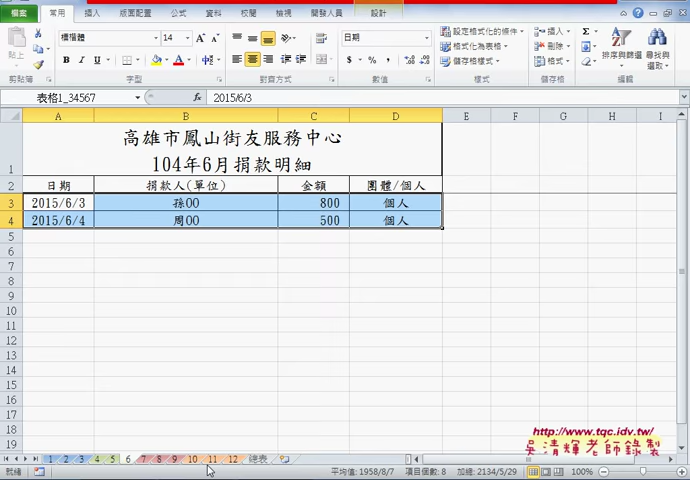 檔案 常用 插入 版面配置 公式 資料 校閱 檢視 開發人員 設計
標楷體 14 日期 設定格式化的條件 插入 Σ
貼上 格式化為表格 刪除 排序與篩選 尋找與
B I U $ % , 儲存格樣式 格式 選取
剪貼簿 字型 對齊方式 數值 樣式 儲存格 編輯
表格1_34567 fx 2015/6/3
A B C D E F G H I
1 高雄市鳳山街友服務中心
104年6月捐款明細
2 日期 捐款人(單位) 金額 團體/個人
3 2015/6/3 孫OO 800 個人
4 2015/6/4 周OO 500 個人
5
6
7
8
9
10
11
12
13
14
15
16
17
18
19
http://www.tqc.idv.tw/
吳清輝老師錄製
1 2 3 4 5 6 7 8 9 10 11 12 總表
就緒 平均值: 1958/8/7 項目個數: 8 加總: 2134/5/29 100%